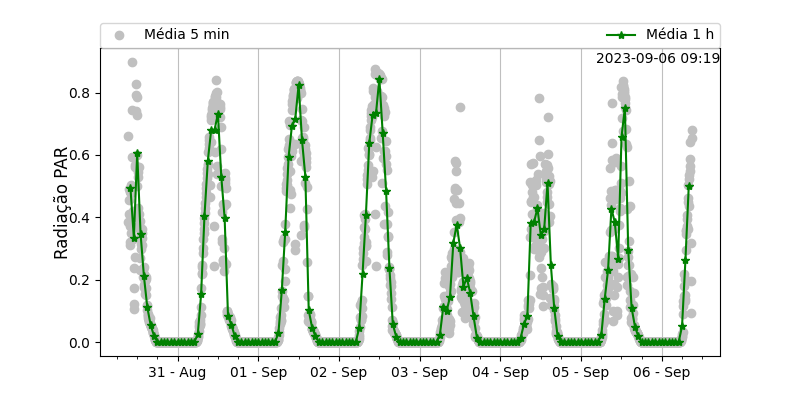 Média 5 min
Média 1 h
2023-09-06 09:19
Radiação PAR
0.8
0.6
0.4
0.2
0.0
31 - Aug
01 - Sep
02 - Sep
03 - Sep
04 - Sep
05 - Sep
06 - Sep